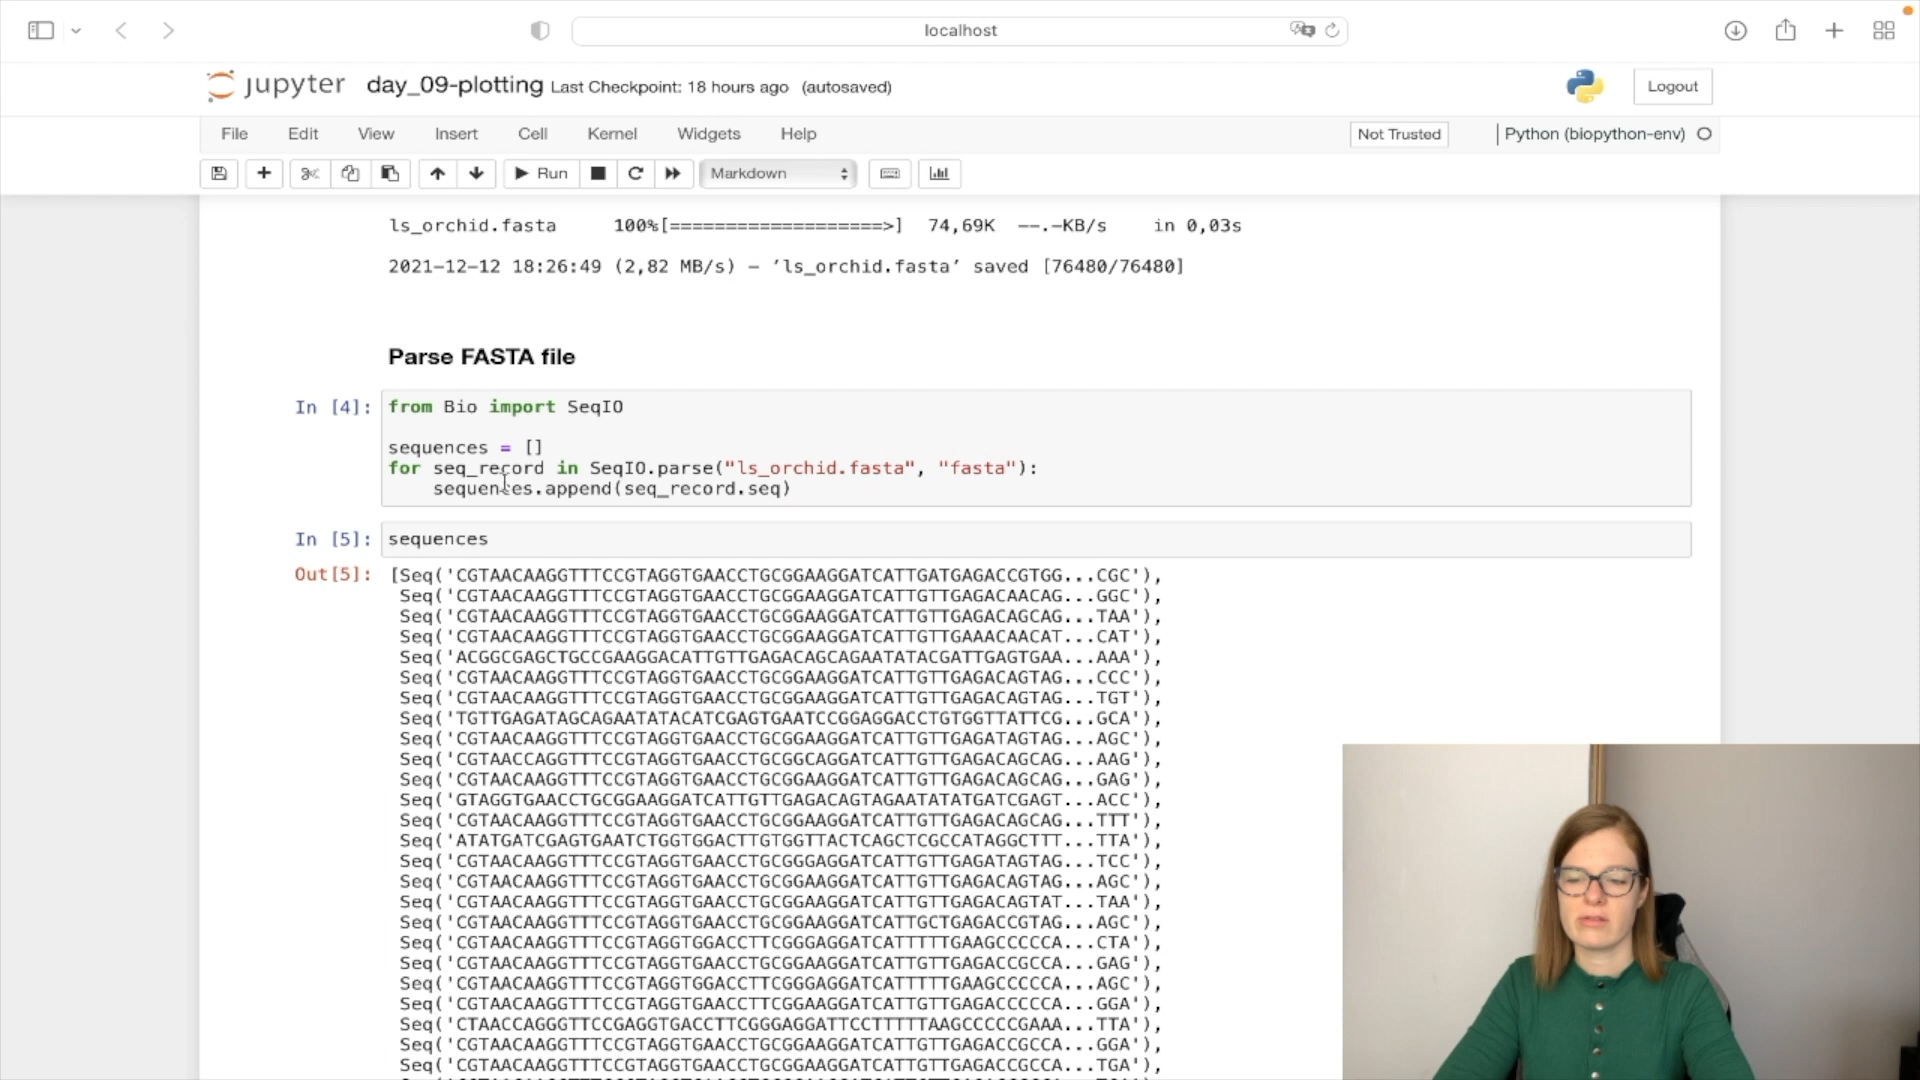 localhost
jupyter day_09-plotting Last Checkpoint: 18 hours ago (autosaved)
Logout
File Edit View Insert Cell Kernel Widgets Help
Not Trusted
Python (biopython-env)
Run
Markdown
ls_orchid.fasta 100%[===================>] 74,69K --.-KB/s in 0,03s
2021-12-12 18:26:49 (2,82 MB/s) – ‘ls_orchid.fasta’ saved [76480/76480]
Parse FASTA file
In [4]: from Bio import SeqIO
sequences = []
for seq_record in SeqIO.parse("ls_orchid.fasta", "fasta"):
sequences.append(seq_record.seq)
In [5]: sequences
Out[5]: [Seq('CGTAACAAGGTTTCCGTAGGTGAACCTGCGGAAGGATCATTGATGAGACCGTGG...CGC'),
Seq('CGTAACAAGGTTTCCGTAGGTGAACCTGCGGAAGGATCATTGTTGAGACAACAG...GGC'),
Seq('CGTAACAAGGTTTCCGTAGGTGAACCTGCGGAAGGATCATTGTTGAGACAGCAG...TAA'),
Seq('CGTAACAAGGTTTCCGTAGGTGAACCTGCGGAAGGATCATTGTTGAAACAACAT...CAT'),
Seq('ACGGCGAGCTGCCGAAGGACATTGTTGAGACAGCAGAATATACGATTGAGTGAA...AAA'),
Seq('CGTAACAAGGTTTCCGTAGGTGAACCTGCGGAAGGATCATTGTTGAGACAGTAG...CCC'),
Seq('CGTAACAAGGTTTCCGTAGGTGAACCTGCGGAAGGATCATTGTTGAGACAGTAG...TGT'),
Seq('TGTTGAGATAGCAGAATATACATCGAGTGAATCCGGAGGACCTGTGGTTATTCG...GCA'),
Seq('CGTAACAAGGTTTCCGTAGGTGAACCTGCGGAAGGATCATTGTTGAGATAGTAG...AGC'),
Seq('CGTAACCAGGTTTCCGTAGGTGAACCTGCGGCAGGATCATTGTTGAGACAGCAG...AAG'),
Seq('CGTAACAAGGTTTCCGTAGGTGAACCTGCGGAAGGATCATTGTTGAGACAGCAG...GAG'),
Seq('GTAGGTGAACCTGCGGAAGGATCATTGTTGAGACAGTAGAATATATGATCGAGT...ACC'),
Seq('CGTAACAAGGTTTCCGTAGGTGAACCTGCGGAAGGATCATTGTTGAGACAGCAG...TTT'),
Seq('ATATGATCGAGTGAATCTGGTGGACTTGTGGTTACTCAGCTCGCCATAGGCTTT...TTA'),
Seq('CGTAACAAGGTTTCCGTAGGTGAACCTGCGGGAGGATCATTGTTGAGATAGTAG...TCC'),
Seq('CGTAACAAGGTTTCCGTAGGTGAACCTGCGGAAGGATCATTGTTGAGACAGTAG...AGC'),
Seq('CGTAACAAGGTTTCCGTAGGTGAACCTGCGGAAGGATCATTGTTGAGACAGTAT...TAA'),
Seq('CGTAACAAGGTTTCCGTAGGTGAACCTGCGGAAGGATCATTGCTGAGACCGTAG...AGC'),
Seq('CGTAACAAGGTTTCCGTAGGTGGACCTTCGGGAGGATCATTTTTGAAGCCCCCA...CTA'),
Seq('CGTAACAAGGTTTCCGTAGGTGAACCTGCGGAAGGATCATTGTTGAGACCGCCA...GAG'),
Seq('CGTAACAAGGTTTCCGTAGGTGGACCTTCGGGAGGATCATTTTTGAAGCCCCCA...AGC'),
Seq('CGTAACAAGGTTTCCGTAGGTGAACCTTCGGAAGGATCATTGTTGAGACCCCCA...GGA'),
Seq('CTAACCAGGGTTCCGAGGTGACCTTCGGGAGGATTCCTTTTTAAGCCCCCGAAA...TTA'),
Seq('CGTAACAAGGTTTCCGTAGGTGAACCTGCGGAAGGATCATTGTTGAGACCGCCA...GGA'),
Seq('CGTAACAAGGTTTCCGTAGGTGAACCTGCGGAAGGATCATTGTTGAGACCGCCA...TGA'),